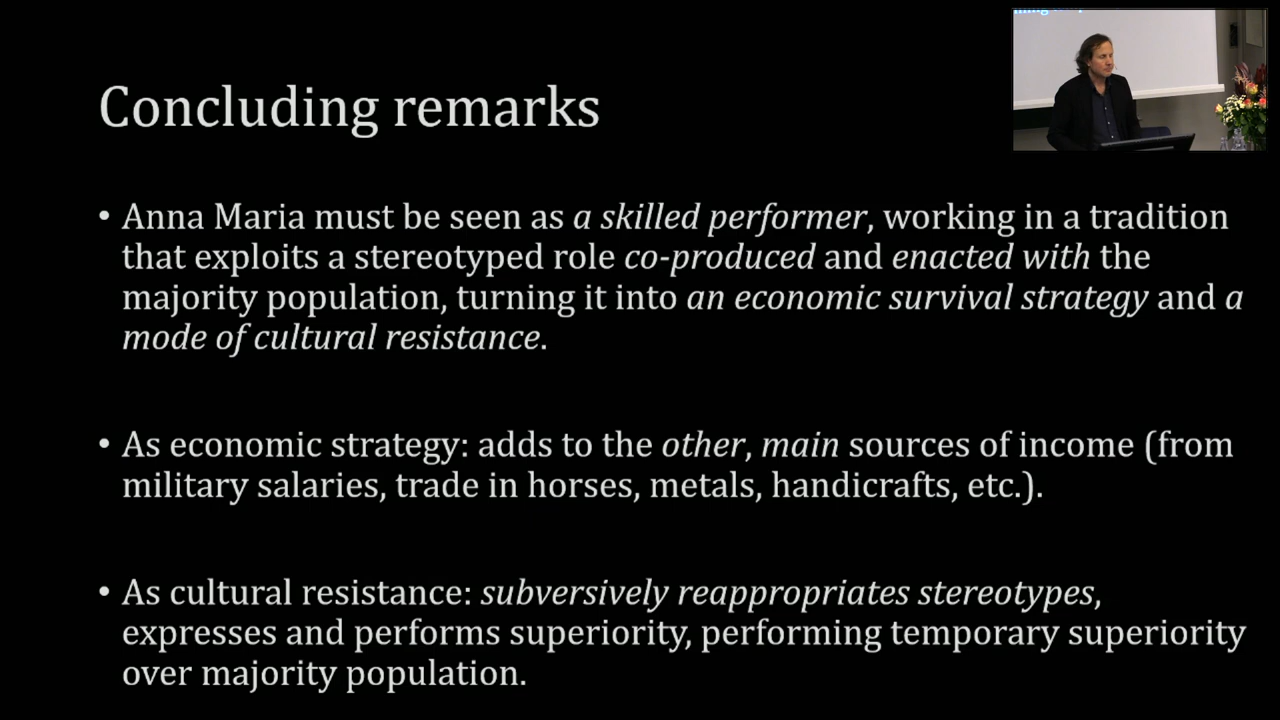 Concluding remarks
• Anna Maria must be seen as a skilled performer, working in a tradition
that exploits a stereotyped role co-produced and enacted with the
majority population, turning it into an economic survival strategy and a
mode of cultural resistance.
• As economic strategy: adds to the other, main sources of income (from
military salaries, trade in horses, metals, handicrafts, etc.).
• As cultural resistance: subversively reappropriates stereotypes,
expresses and performs superiority, performing temporary superiority
over majority population.